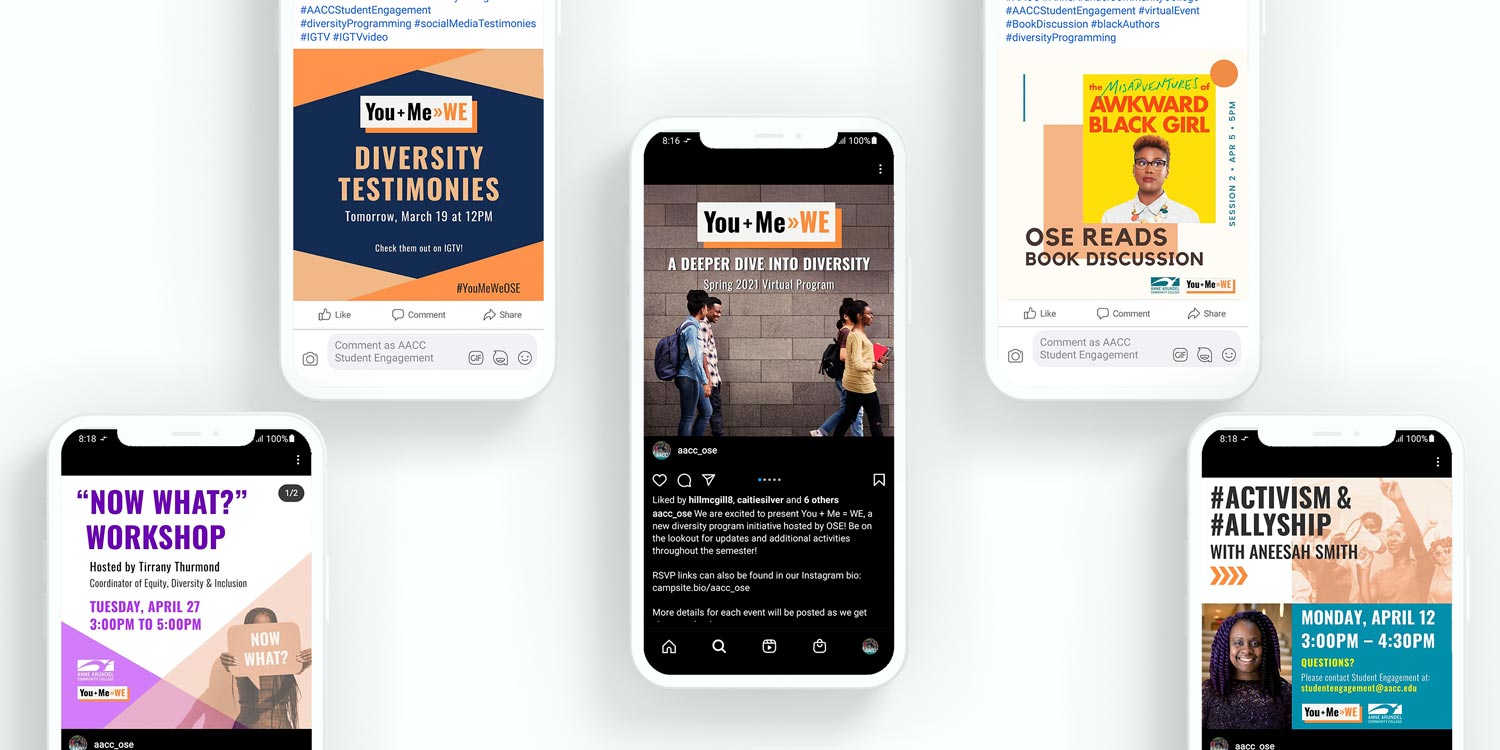 #AACCStudentEngagement
#diversityProgramming #socialMediaTestimonies
#IGTV #IGTVvideo
You+Me»WE
DIVERSITY
TESTIMONIES
Tomorrow, March 19 at 12PM
Check them out on IGTV!
#YouMeWeOSE
Like Comment Share
Comment as AACC
Student Engagement
GIF
8:18 100%
1/2
“NOW WHAT?”
WORKSHOP
Hosted by Tirrany Thurmond
Coordinator of Equity, Diversity & Inclusion
TUESDAY, APRIL 27
3:00PM TO 5:00PM
NOW
WHAT?
ANNE ARUNDEL
COMMUNITY COLLEGE
You+Me»WE
aacc_ose
8:16 100%
You+Me»WE
A DEEPER DIVE INTO DIVERSITY
Spring 2021 Virtual Program
aacc_ose
Liked by hillmcgill8, caitiesilver and 6 others
aacc_ose We are excited to present You + Me = WE, a
new diversity program initiative hosted by OSE! Be on
the lookout for updates and additional activities
throughout the semester!
RSVP links can also be found in our Instagram bio:
campsite.bio/aacc_ose
More details for each event will be posted as we get
#AACCStudentEngagement #virtualEvent
#BookDiscussion #blackAuthors
#diversityProgramming
the MISADVENTURES of
AWKWARD
BLACK GIRL
SESSION 2 • APR 5 • 5PM
OSE READS
BOOK DISCUSSION
ANNE ARUNDEL
COMMUNITY COLLEGE
You+Me»WE
Like Comment Share
Comment as AACC
Student Engagement
GIF
8:18 100%
#ACTIVISM &
#ALLYSHIP
WITH ANEESAH SMITH
MONDAY, APRIL 12
3:00PM – 4:30PM
QUESTIONS?
Please contact Student Engagement at:
studentengagement@aacc.edu
You+Me»WE
ANNE ARUNDEL
COMMUNITY COLLEGE
aacc_ose